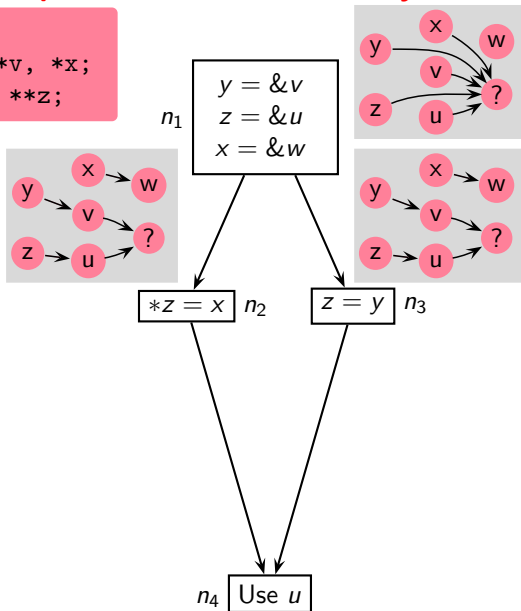 *v, *x;
**z;
x
w
y
v
?
z
u
n1
y = &v
z = &u
x = &w
x
w
y
v
?
z
u
x
w
y
v
?
z
u
*z = x n2
z = y n3
n4 Use u